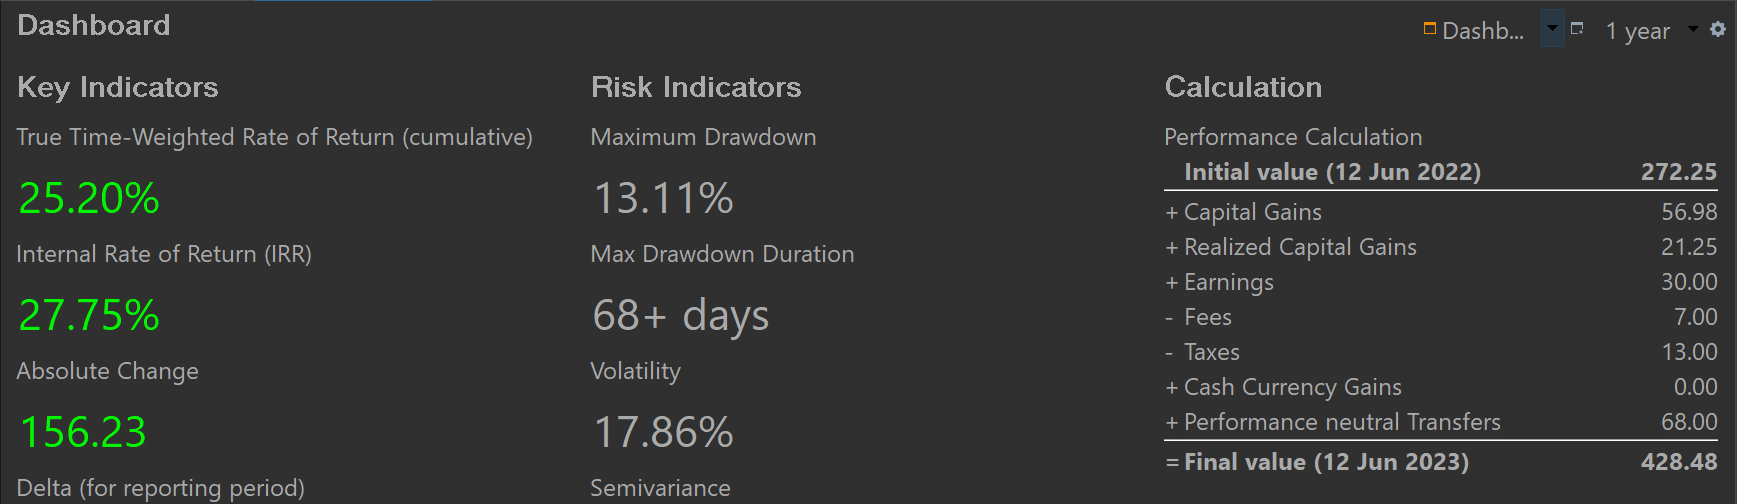 Dashboard
Dashb...
1 year
Key Indicators
True Time-Weighted Rate of Return (cumulative)
25.20%
Internal Rate of Return (IRR)
27.75%
Absolute Change
156.23
Delta (for reporting period)
Risk Indicators
Maximum Drawdown
13.11%
Max Drawdown Duration
68+ days
Volatility
17.86%
Semivariance
Calculation
Performance Calculation
Initial value (12 Jun 2022) 272.25
+ Capital Gains 56.98
+ Realized Capital Gains 21.25
+ Earnings 30.00
- Fees 7.00
- Taxes 13.00
+ Cash Currency Gains 0.00
+ Performance neutral Transfers 68.00
= Final value (12 Jun 2023) 428.48